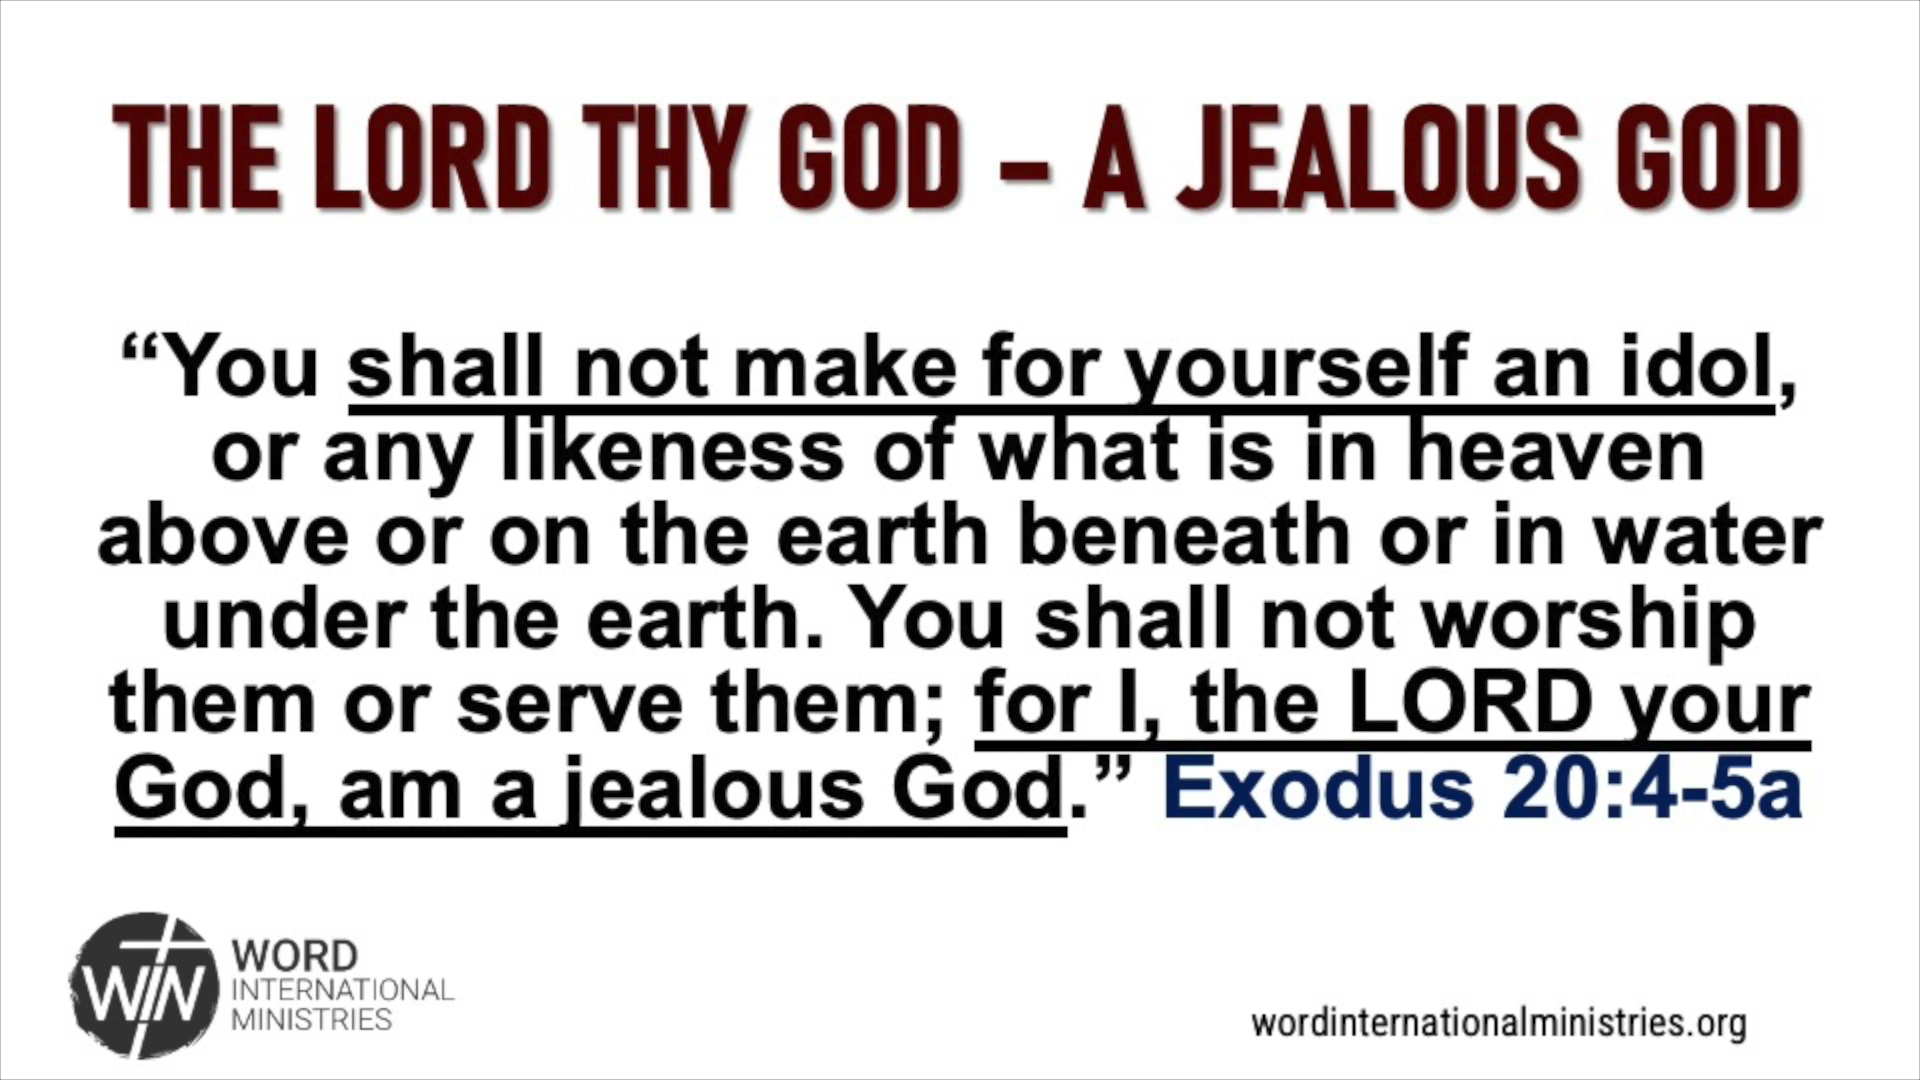 THE LORD THY GOD – A JEALOUS GOD
“You shall not make for yourself an idol,
or any likeness of what is in heaven
above or on the earth beneath or in water
under the earth. You shall not worship
them or serve them; for I, the LORD your
God, am a jealous God.” Exodus 20:4-5a
WIN
WORD
INTERNATIONAL
MINISTRIES
wordinternationalministries.org